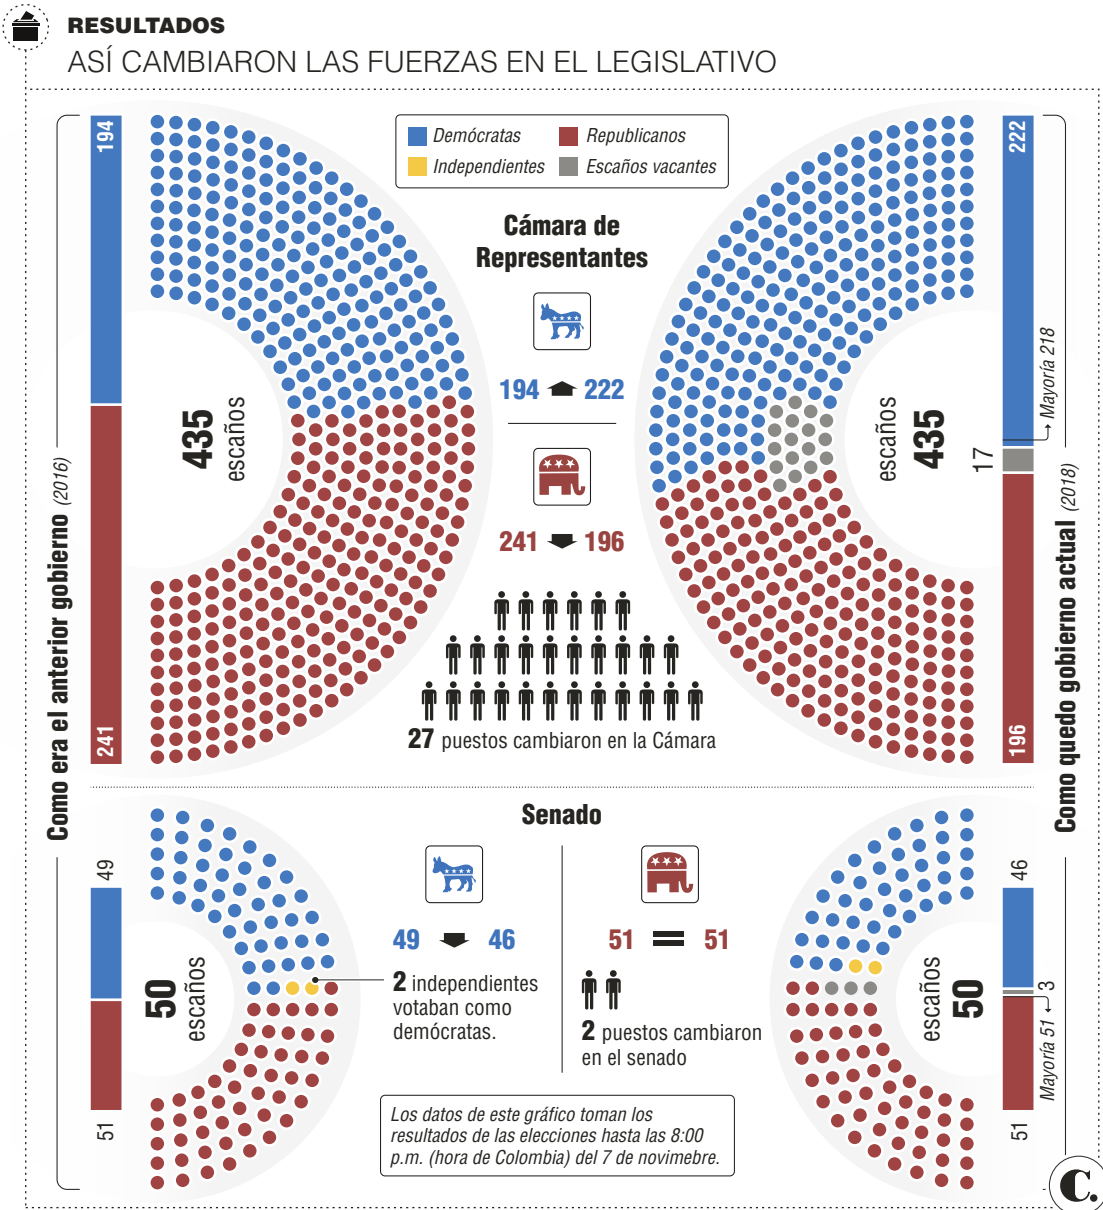 RESULTADOS
ASÍ CAMBIARON LAS FUERZAS EN EL LEGISLATIVO
Demócratas
Republicanos
Independientes
Escaños vacantes
Como era el anterior gobierno (2016)
194
241
435
escaños
Cámara de
Representantes
194
222
241
196
27 puestos cambiaron en la Cámara
435
escaños
222
Mayoría 218
17
196
Como quedo gobierno actual (2018)
Senado
49
51
50
escaños
49
46
2 independientes
votaban como
demócratas.
51
51
2 puestos cambiaron
en el senado
50
escaños
46
3
Mayoría 51
51
Los datos de este gráfico toman los
resultados de las elecciones hasta las 8:00
p.m. (hora de Colombia) del 7 de novimebre.
C.